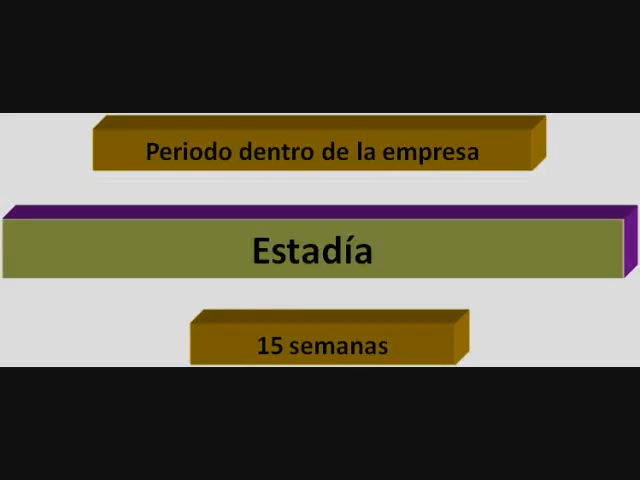 Periodo dentro de la empresa
Estadía
15 semanas